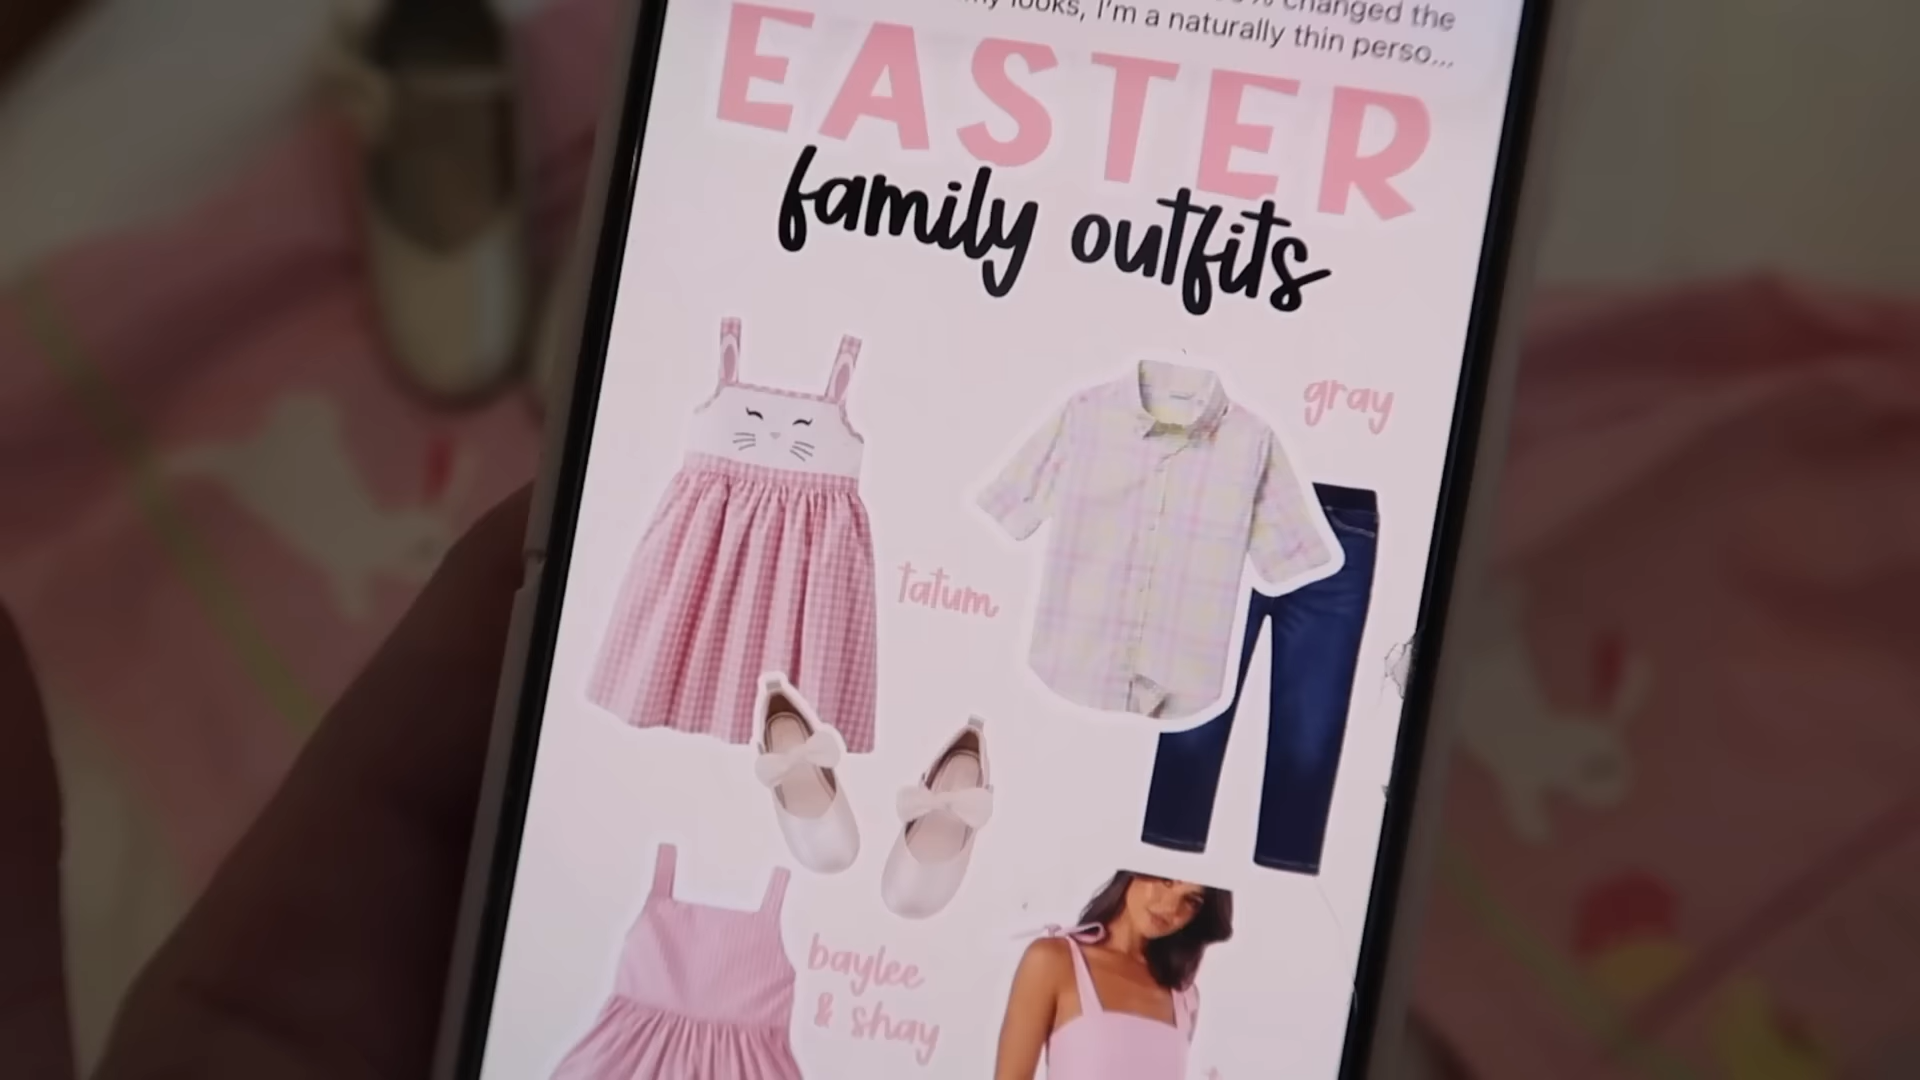 changed the
looks, I'm a naturally thin perso...
EASTER
family outfits
gray
tatum
baylee
& shay